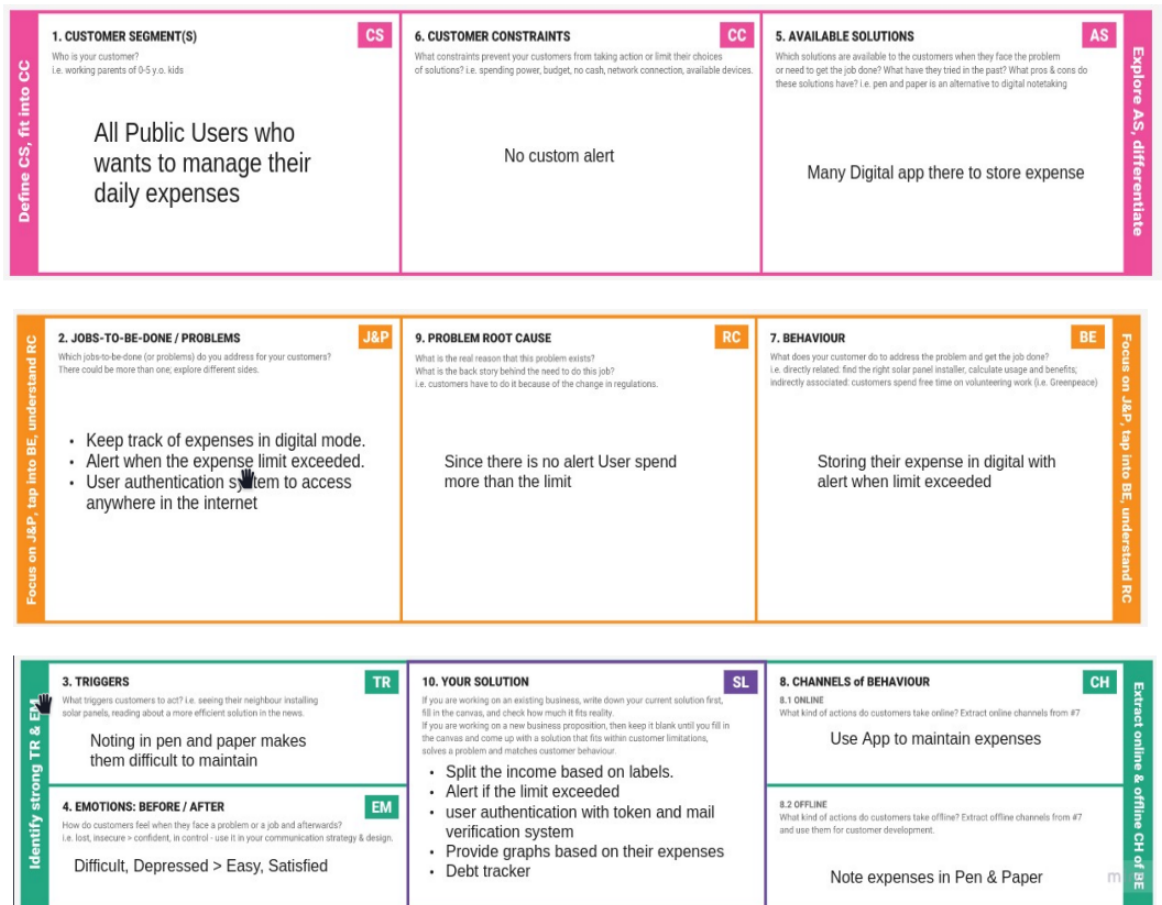 Define CS, fit into CC
1. CUSTOMER SEGMENT(S)
CS
Who is your customer?
i.e. working parents of 0-5 y.o. kids
All Public Users who
wants to manage their
daily expenses
6. CUSTOMER CONSTRAINTS
CC
What constraints prevent your customers from taking action or limit their choices
of solutions? i.e. spending power, budget, no cash, network connection, available devices.
No custom alert
5. AVAILABLE SOLUTIONS
AS
Which solutions are available to the customers when they face the problem
or need to get the job done? What have they tried in the past? What pros & cons do
these solutions have? i.e. pen and paper is an alternative to digital notetaking
Many Digital app there to store expense
Explore AS, differentiate
Focus on J&P, tap into BE, understand RC
2. JOBS-TO-BE-DONE / PROBLEMS
J&P
Which jobs-to-be-done (or problems) do you address for your customers?
There could be more than one; explore different sides.
• Keep track of expenses in digital mode.
• Alert when the expense limit exceeded.
• User authentication system to access
anywhere in the internet
9. PROBLEM ROOT CAUSE
RC
What is the real reason that this problem exists?
What is the back story behind the need to do this job?
i.e. customers have to do it because of the change in regulations.
Since there is no alert User spend
more than the limit
7. BEHAVIOUR
BE
What does your customer do to address the problem and get the job done?
i.e. directly related: find the right solar panel installer, calculate usage and benefits;
indirectly associated: customers spend free time on volunteering work (i.e. Greenpeace)
Storing their expense in digital with
alert when limit exceeded
Focus on J&P, tap into BE, understand RC
Identify strong TR & EM
3. TRIGGERS
TR
What triggers customers to act? i.e. seeing their neighbour installing
solar panels, reading about a more efficient solution in the news.
Noting in pen and paper makes
them difficult to maintain
4. EMOTIONS: BEFORE / AFTER
EM
How do customers feel when they face a problem or a job and afterwards?
i.e. lost, insecure > confident, in control - use it in your communication strategy & design.
Difficult, Depressed > Easy, Satisfied
10. YOUR SOLUTION
SL
If you are working on an existing business, write down your current solution first,
fill in the canvas, and check how much it fits reality.
If you are working on a new business proposition, then keep it blank until you fill in
the canvas and come up with a solution that fits within customer limitations,
solves a problem and matches customer behaviour.
• Split the income based on labels.
• Alert if the limit exceeded
• user authentication with token and mail
verification system
• Provide graphs based on their expenses
• Debt tracker
8. CHANNELS of BEHAVIOUR
CH
8.1 ONLINE
What kind of actions do customers take online? Extract online channels from #7
Use App to maintain expenses
8.2 OFFLINE
What kind of actions do customers take offline? Extract offline channels from #7
and use them for customer development.
Note expenses in Pen & Paper
Extract online & offline CH of BE